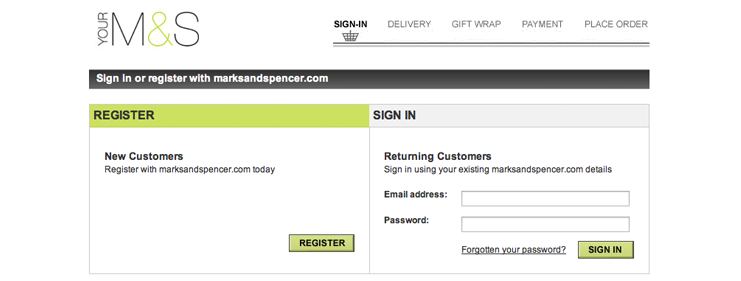 YOUR M&S
SIGN-IN DELIVERY GIFT WRAP PAYMENT PLACE ORDER
Sign in or register with marksandspencer.com
REGISTER
New Customers
Register with marksandspencer.com today
REGISTER
SIGN IN
Returning Customers
Sign in using your existing marksandspencer.com details
Email address:
Password:
Forgotten your password? SIGN IN